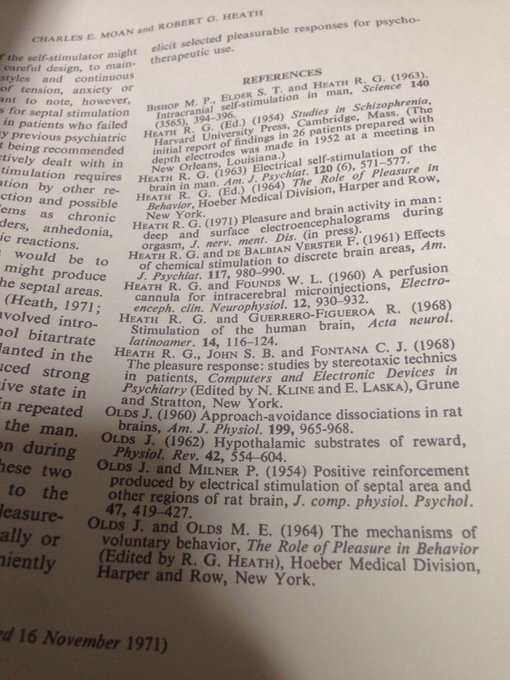 CHARLES E. MOAN and ROBERT G. HEATH
f the self-stimulator might
careful design, to main-
styles and continuous
of tension, anxiety or
ant to note, however,
s for septal stimulation
in patients who failed
y previous psychiatric
t being recommended
ctively dealt with in
timulation requires
ation by other re-
ction and possible
lems as chronic
ders, anhedonia,
ic reactions.
would be to
might produce
he septal areas.
(Heath, 1971;
nvolved intro-
nol bitartrate
lanted in the
uced strong
ive state in
in repeated
the man.
on during
hese two
to the
leasure-
ally or
niently
ed 16 November 1971)
elicit selected pleasurable responses for psycho-
therapeutic use.
REFERENCES
BISHOP M. P., ELDER S. T. and HEATH R. G. (1963).
Intracranial self-stimulation in man, Science 140
(3565), 394–396.
HEATH R. G. (Ed.) (1954) Studies in Schizophrenia,
Harvard University Press, Cambridge, Mass. (The
initial report of findings in 26 patients prepared with
depth electrodes was made in 1952 at a meeting in
New Orleans, Louisiana.)
HEATH R. G. (1963) Electrical self-stimulation of the
brain in man. Am. J. Psychiat. 120 (6), 571–577.
HEATH R. G. (Ed.) (1964) The Role of Pleasure in
Behavior, Hoeber Medical Division, Harper and Row,
New York.
HEATH R. G. (1971) Pleasure and brain activity in man:
deep and surface electroencephalograms during
orgasm, J. nerv. ment. Dis. (in press).
HEATH R. G. and DE BALBIAN VERSTER F. (1961) Effects
of chemical stimulation to discrete brain areas, Am.
J. Psychiat. 117, 980–990.
HEATH R. G. and FOUNDS W. L. (1960) A perfusion
cannula for intracerebral microinjections, Electro-
enceph. clin. Neurophysiol. 12, 930–932.
HEATH R. G. and GUERRERO-FIGUEROA R. (1968)
Stimulation of the human brain, Acta neurol.
latinoamer. 14, 116–124.
HEATH R. G., JOHN S. B. and FONTANA C. J. (1968)
The pleasure response: studies by stereotaxic technics
in patients, Computers and Electronic Devices in
Psychiatry (Edited by N. KLINE and E. LASKA), Grune
and Stratton, New York.
OLDS J. (1960) Approach-avoidance dissociations in rat
brains, Am. J. Physiol. 199, 965-968.
OLDS J. (1962) Hypothalamic substrates of reward,
Physiol. Rev. 42, 554–604.
OLDS J. and MILNER P. (1954) Positive reinforcement
produced by electrical stimulation of septal area and
other regions of rat brain, J. comp. physiol. Psychol.
47, 419–427.
OLDS J. and OLDS M. E. (1964) The mechanisms of
voluntary behavior, The Role of Pleasure in Behavior
(Edited by R. G. HEATH), Hoeber Medical Division,
Harper and Row, New York.